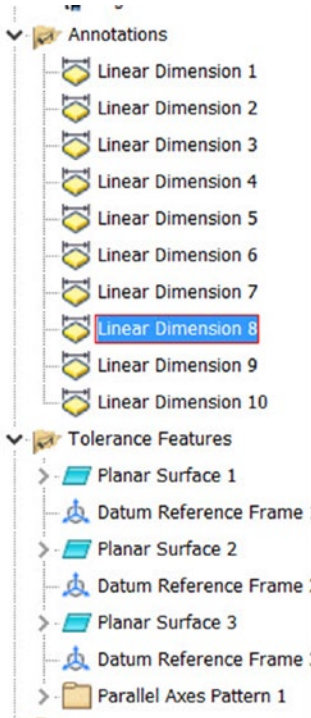 Annotations
Linear Dimension 1
Linear Dimension 2
Linear Dimension 3
Linear Dimension 4
Linear Dimension 5
Linear Dimension 6
Linear Dimension 7
Linear Dimension 8
Linear Dimension 9
Linear Dimension 10
Tolerance Features
Planar Surface 1
Datum Reference Frame
Planar Surface 2
Datum Reference Frame
Planar Surface 3
Datum Reference Frame
Parallel Axes Pattern 1